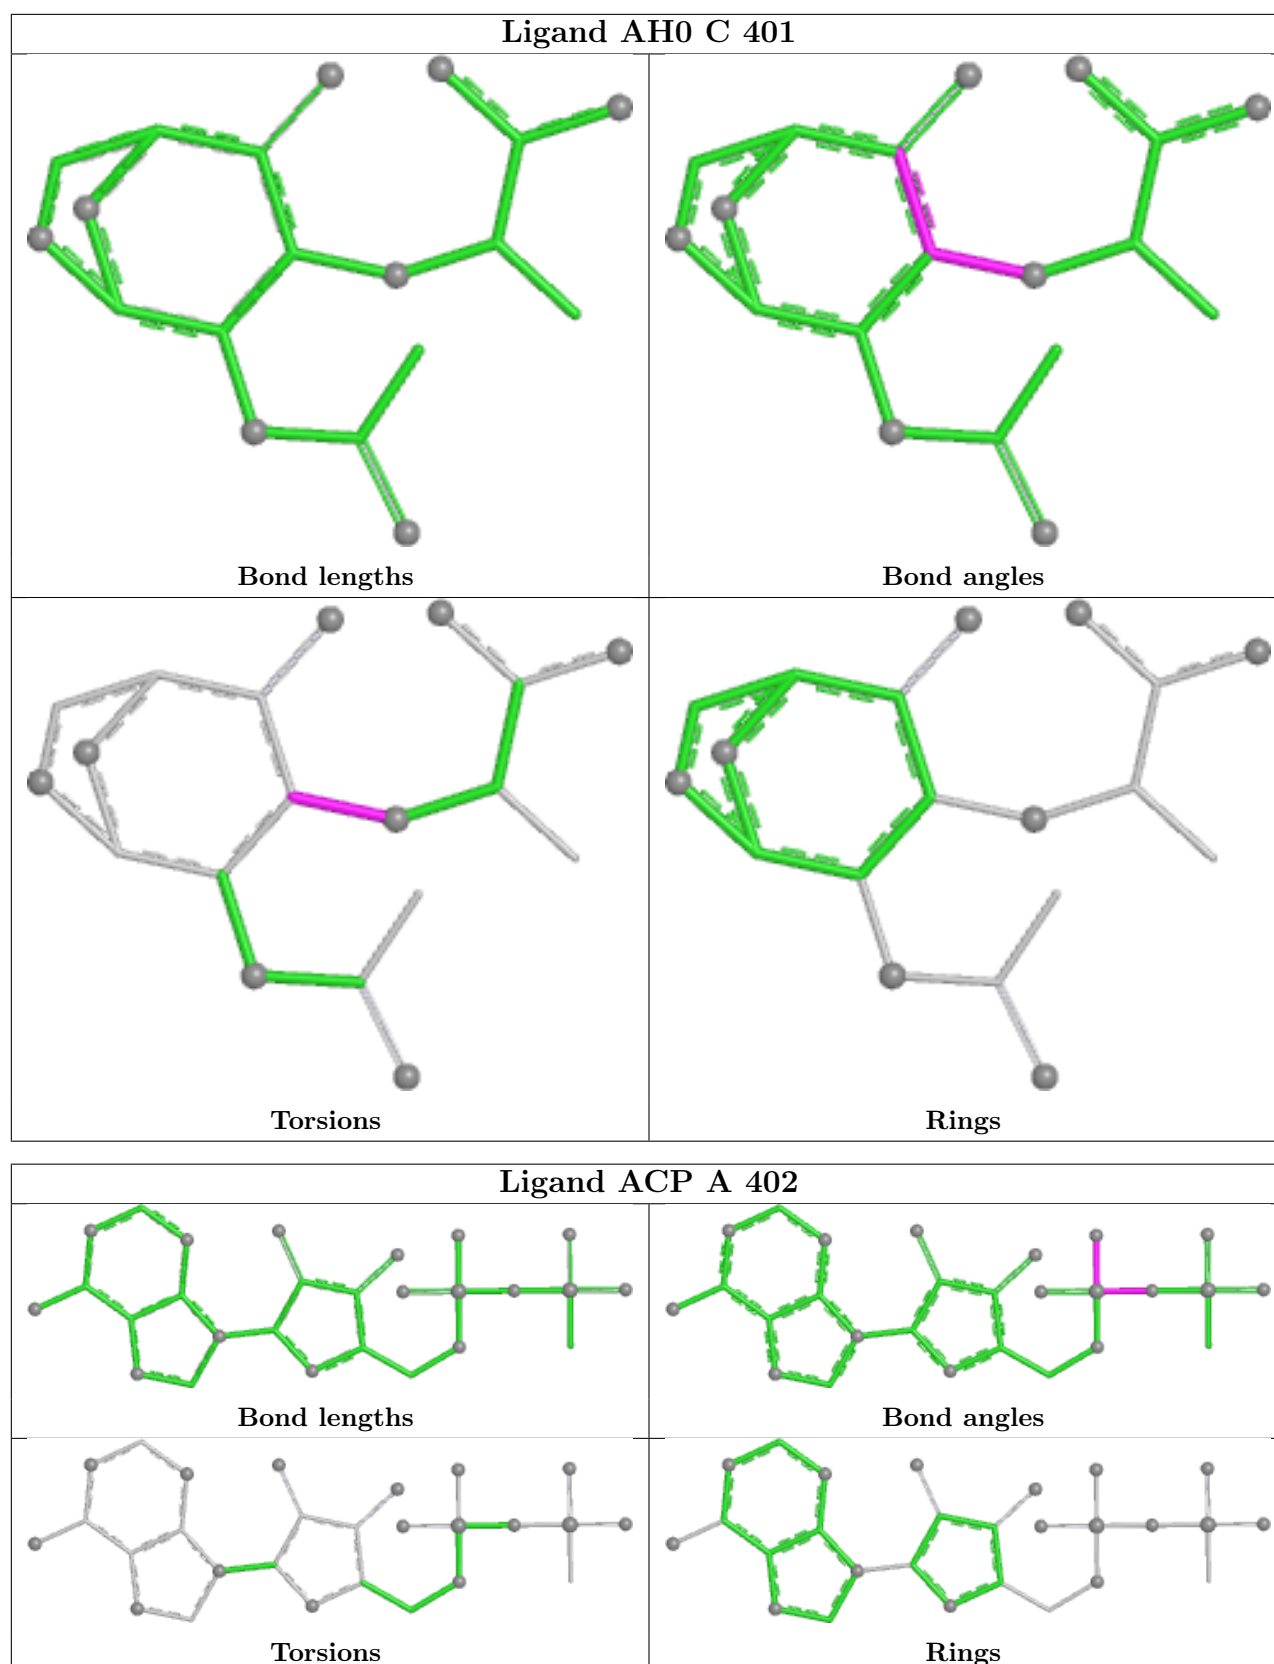 Ligand AH0 C 401
Bond lengths
Bond angles
Torsions
Rings
Ligand ACP A 402
Bond lengths
Bond angles
Torsions
Rings